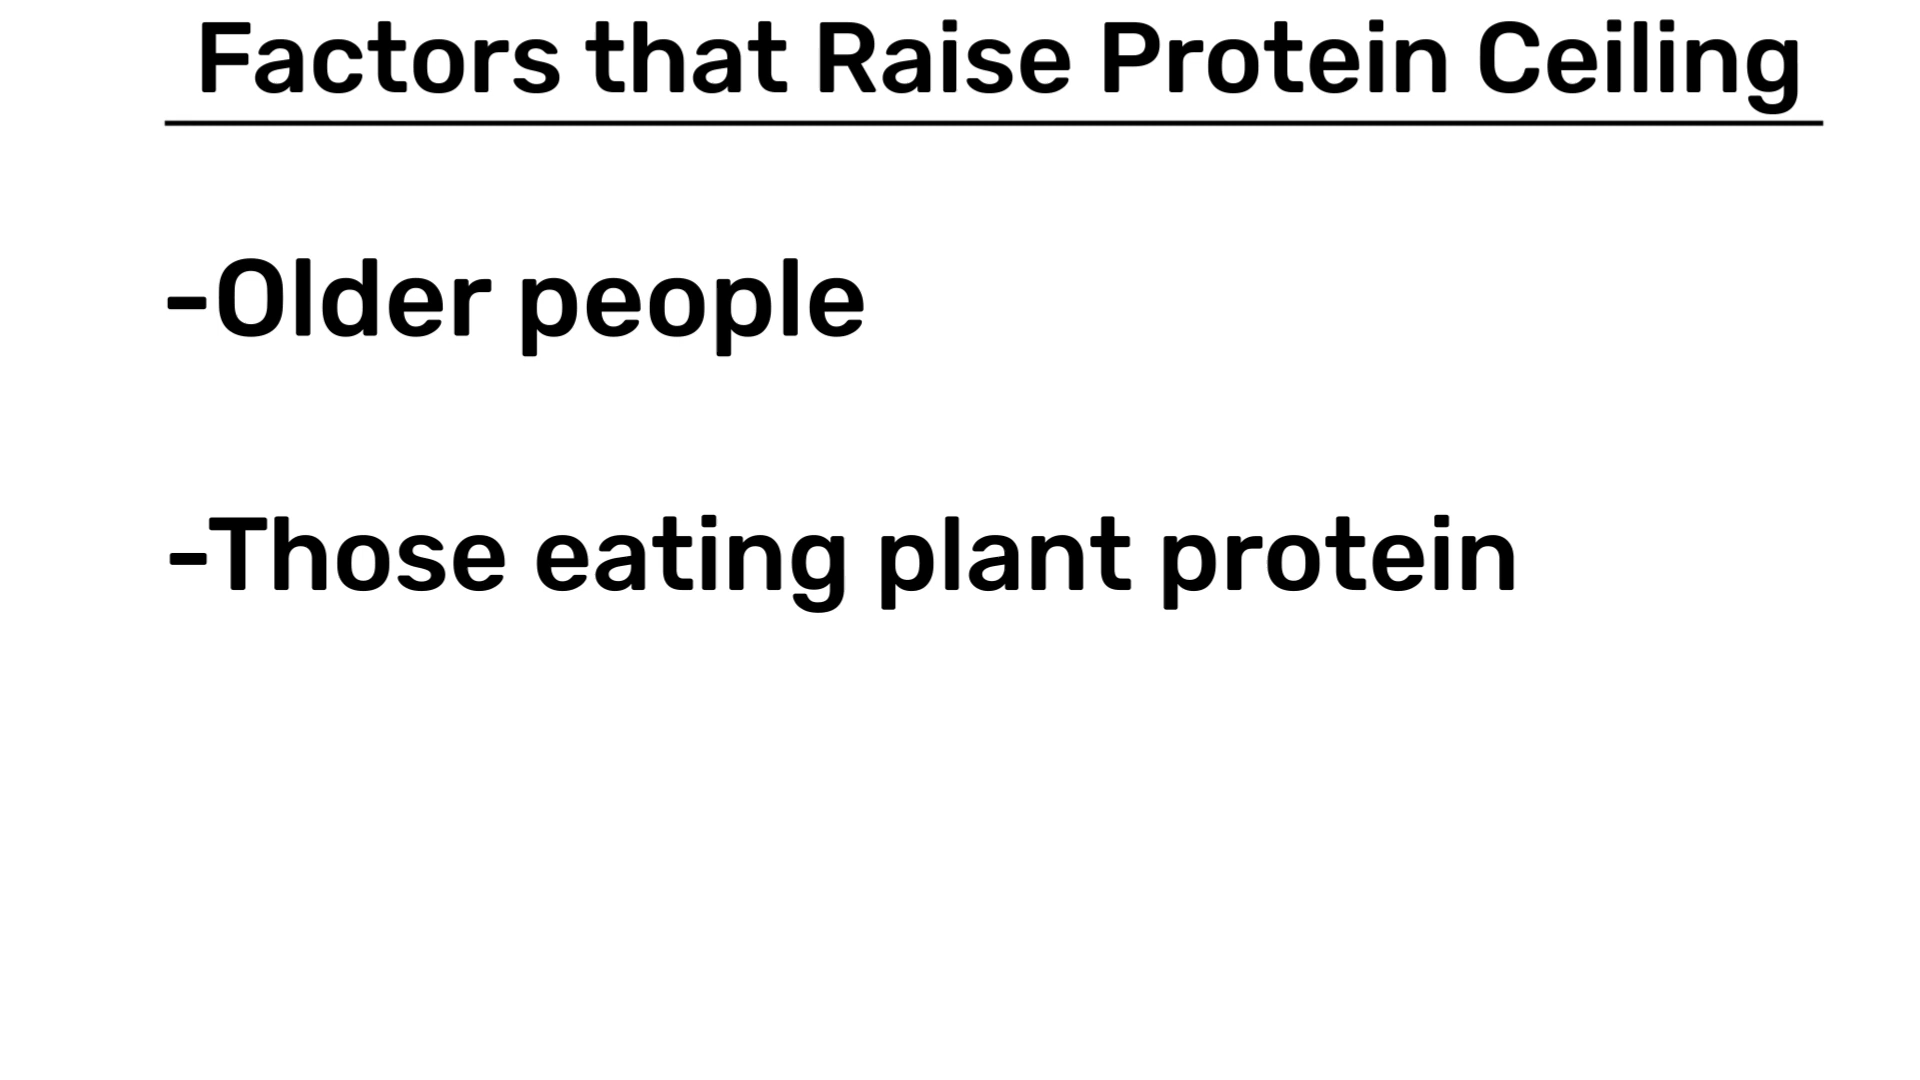 Factors that Raise Protein Ceiling
-Older people
-Those eating plant protein